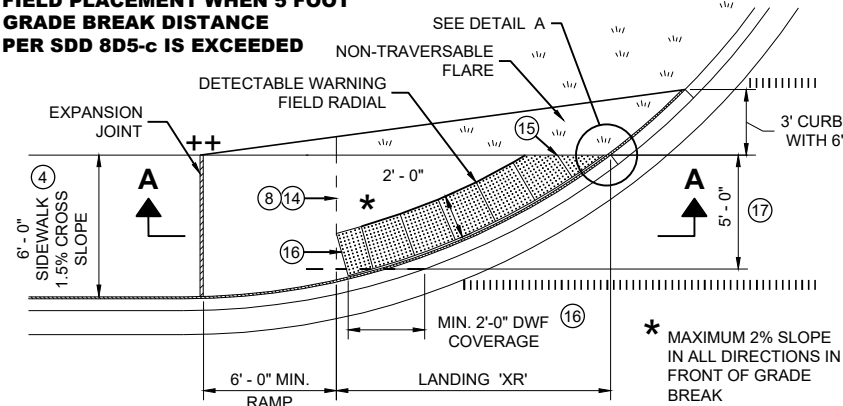 FIELD PLACEMENT WHEN 5 FOOT
GRADE BREAK DISTANCE
PER SDD 8D5-c IS EXCEEDED
SEE DETAIL A
NON-TRAVERSABLE
FLARE
DETECTABLE WARNING
FIELD RADIAL
EXPANSION
JOINT
++
15
3' CURB
WITH 6'
4
6' - 0"
SIDEWALK
1.5% CROSS
SLOPE
A
8 14
*
2' - 0"
A
5' - 0"
17
16
MIN. 2'-0" DWF
COVERAGE
16
* MAXIMUM 2% SLOPE
IN ALL DIRECTIONS IN
FRONT OF GRADE
BREAK
6' - 0" MIN.
RAMP
LANDING 'XR'